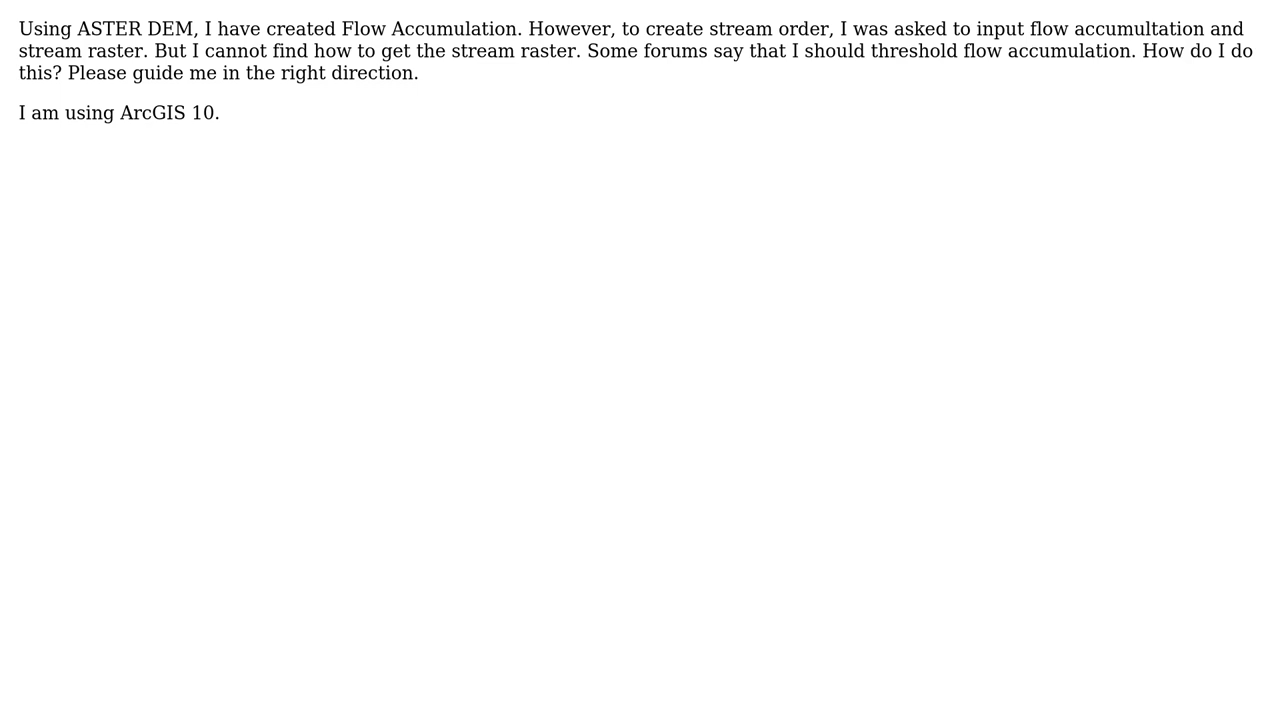 Using ASTER DEM, I have created Flow Accumulation. However, to create stream order, I was asked to input flow accumultation and
stream raster. But I cannot find how to get the stream raster. Some forums say that I should threshold flow accumulation. How do I do
this? Please guide me in the right direction.
I am using ArcGIS 10.